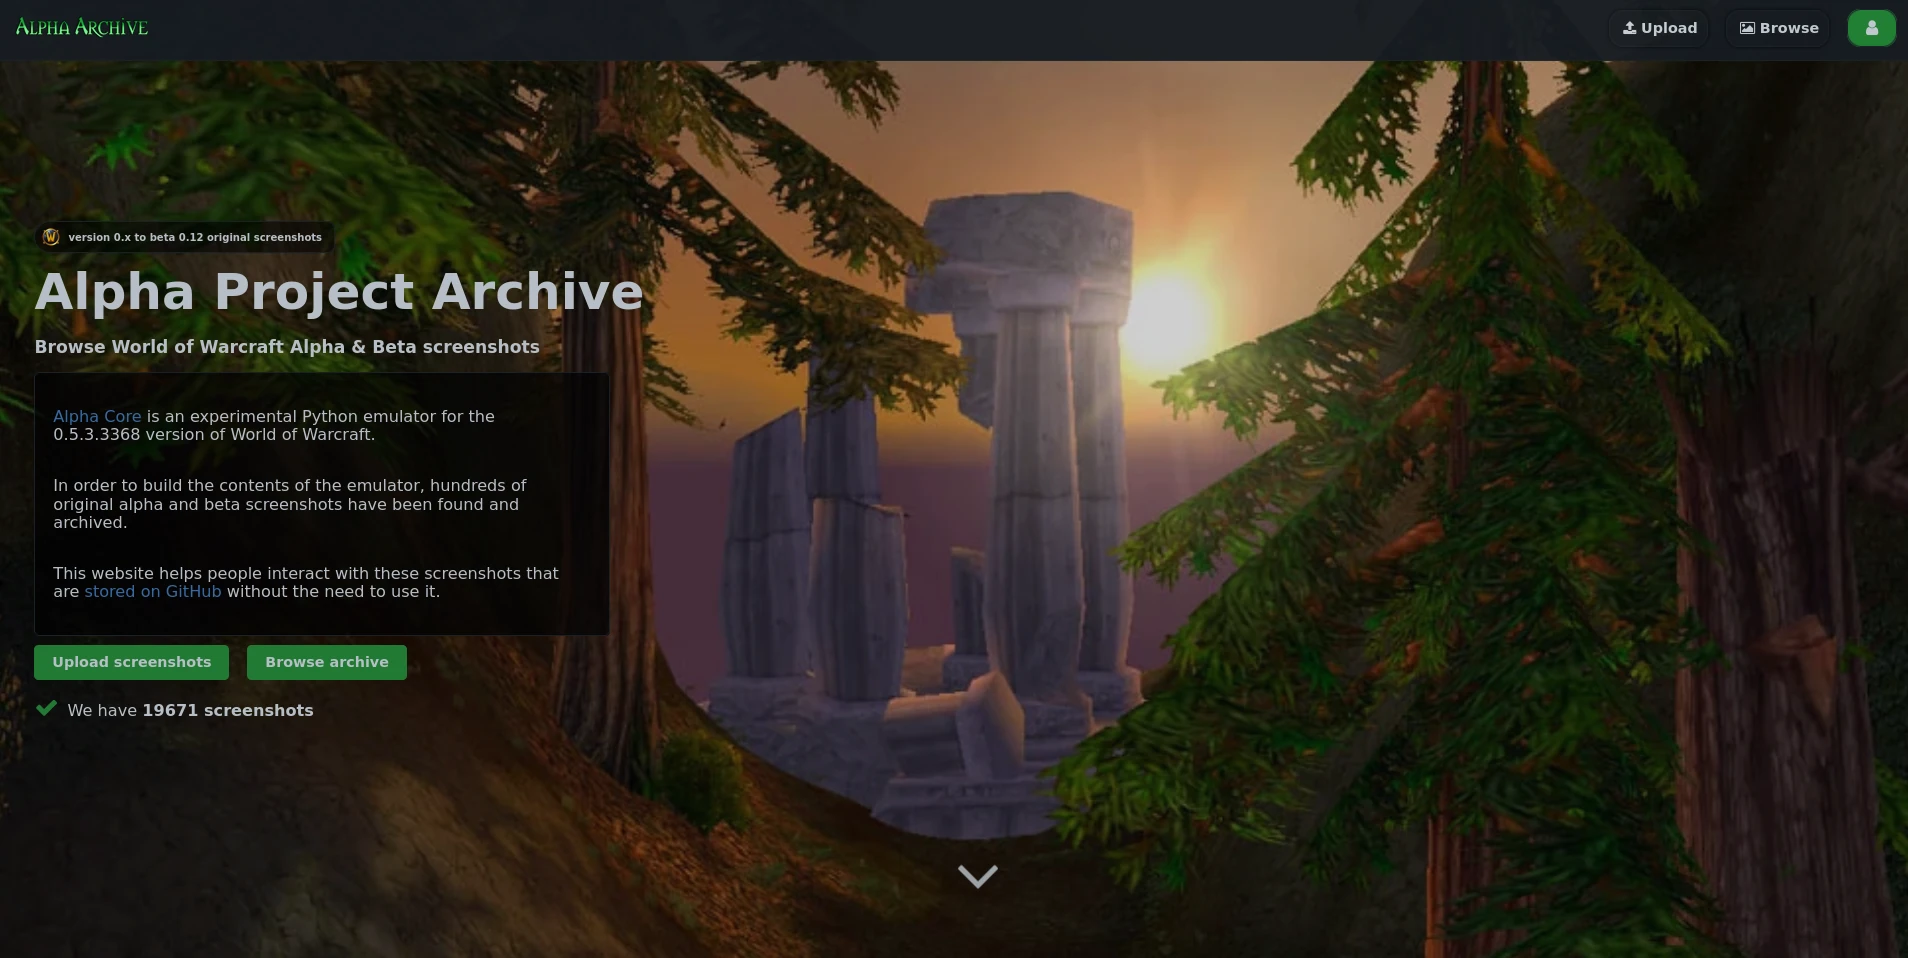 Alpha Archive
Upload
Browse
version 0.x to beta 0.12 original screenshots
Alpha Project Archive
Browse World of Warcraft Alpha & Beta screenshots
Alpha Core is an experimental Python emulator for the
0.5.3.3368 version of World of Warcraft.
In order to build the contents of the emulator, hundreds of
original alpha and beta screenshots have been found and
archived.
This website helps people interact with these screenshots that
are stored on GitHub without the need to use it.
Upload screenshots
Browse archive
We have 19671 screenshots